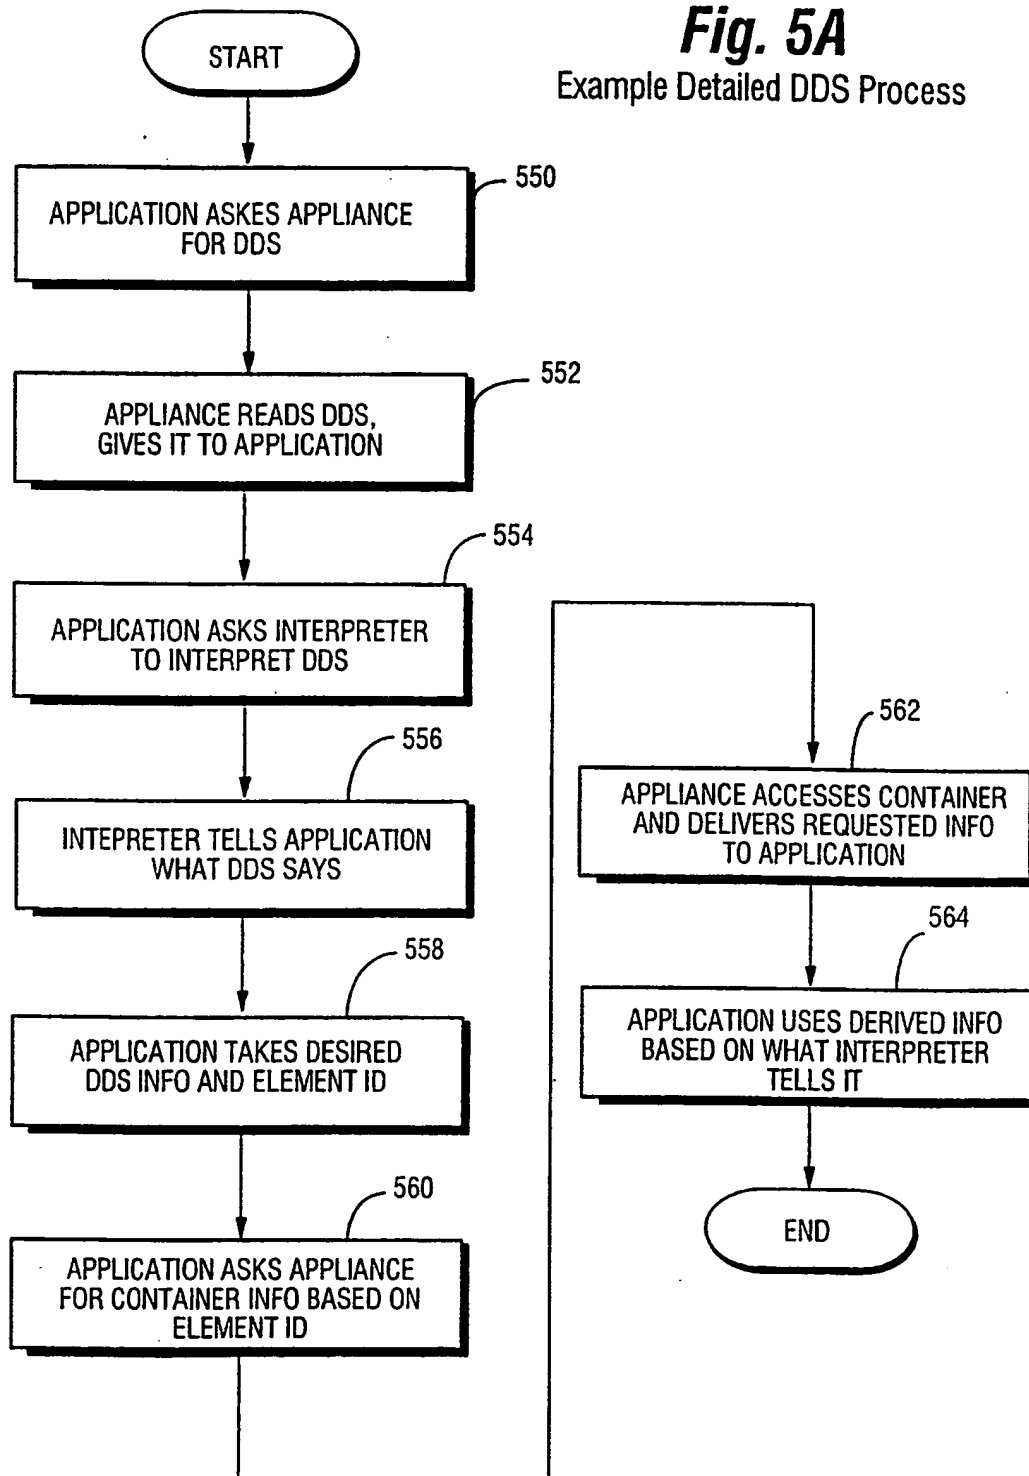 Fig. 5A
Example Detailed DDS Process
START
550
APPLICATION ASKES APPLIANCE
FOR DDS
552
APPLIANCE READS DDS,
GIVES IT TO APPLICATION
554
APPLICATION ASKS INTERPRETER
TO INTERPRET DDS
556
INTEPRETER TELLS APPLICATION
WHAT DDS SAYS
558
APPLICATION TAKES DESIRED
DDS INFO AND ELEMENT ID
560
APPLICATION ASKS APPLIANCE
FOR CONTAINER INFO BASED ON
ELEMENT ID
562
APPLIANCE ACCESSES CONTAINER
AND DELIVERS REQUESTED INFO
TO APPLICATION
564
APPLICATION USES DERIVED INFO
BASED ON WHAT INTERPRETER
TELLS IT
END